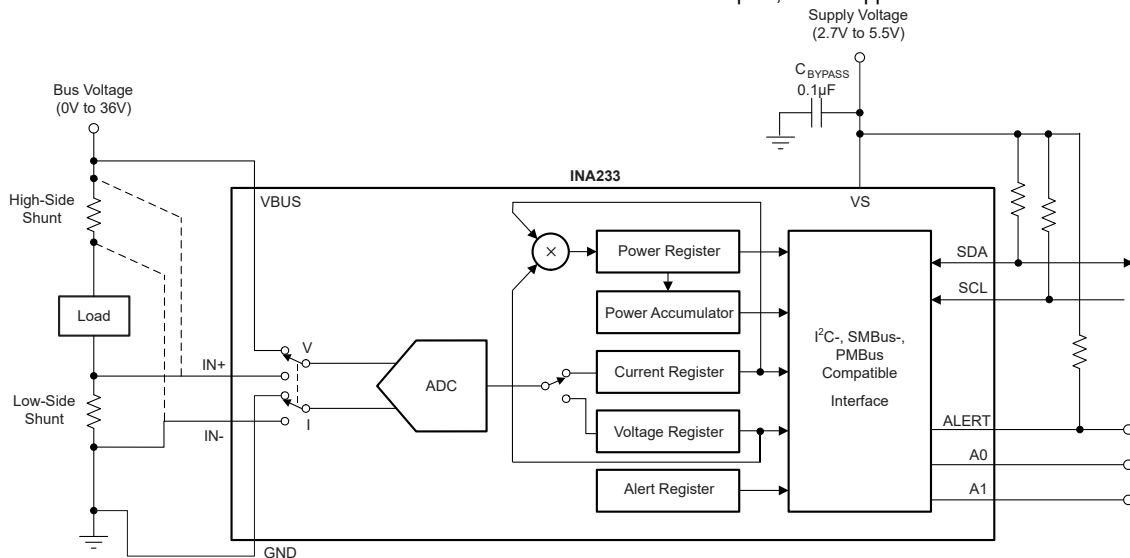 Supply Voltage
(2.7V to 5.5V)
CBYPASS
0.1µF
Bus Voltage
(0V to 36V)
High-Side
Shunt
Load
Low-Side
Shunt
INA233
VBUS
VS
IN+
IN-
GND
V
I
ADC
×
Power Register
Power Accumulator
Current Register
Voltage Register
Alert Register
I²C-, SMBus-,
PMBus
Compatible
Interface
SDA
SCL
ALERT
A0
A1